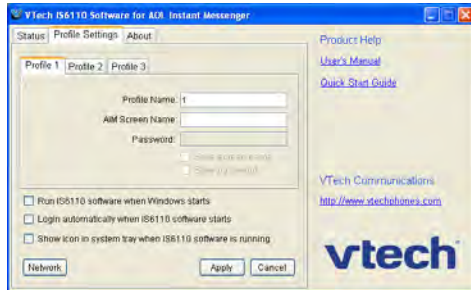 VTech IS6110 Software for AOL Instant Messenger
Status Profile Settings About
Profile 1 Profile 2 Profile 3
Profile Name: 1
AIM Screen Name:
Password:
Run IS6110 software when Windows starts
Login automatically when IS6110 software starts
Show icon in system tray when IS6110 software is running
Network Apply Cancel
Product Help
User's Manual
Quick Start Guide
VTech Communications
http://www.vtechphones.com
vtech